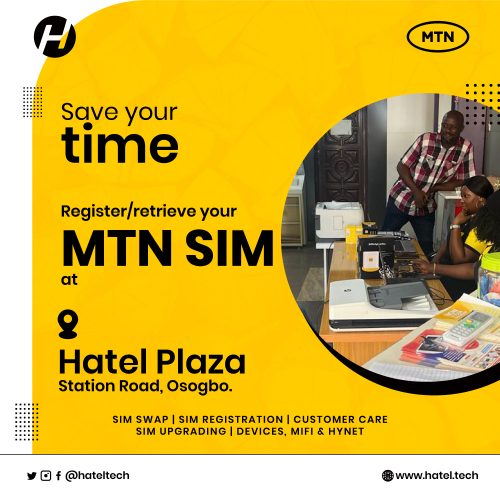 H
MTN
Save your
time
Register/retrieve your
MTN SIM
at
Hatel Plaza
Station Road, Osogbo.
SIM SWAP | SIM REGISTRATION | CUSTOMER CARE
SIM UPGRADING | DEVICES, MIFI & HYNET
@hateltech
www.hatel.tech